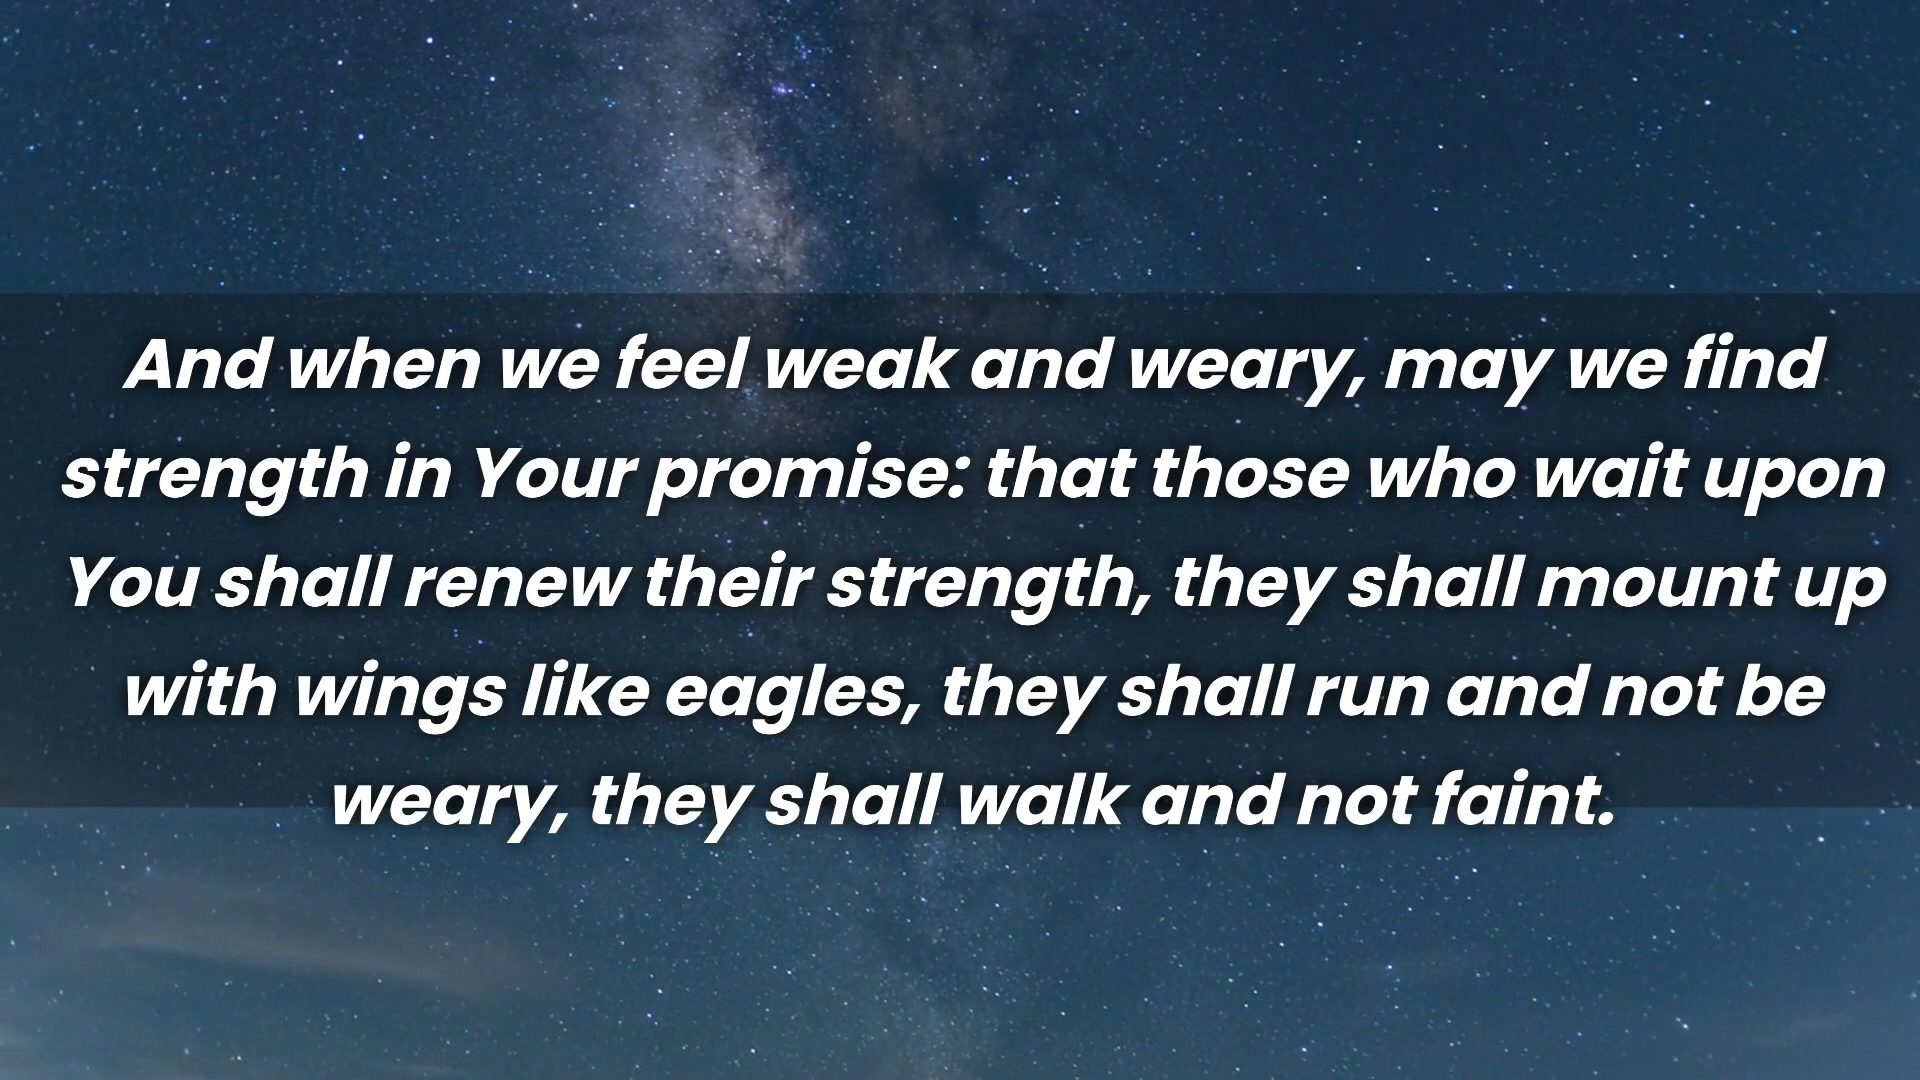 And when we feel weak and weary, may we find
strength in Your promise: that those who wait upon
You shall renew their strength, they shall mount up
with wings like eagles, they shall run and not be
weary, they shall walk and not faint.